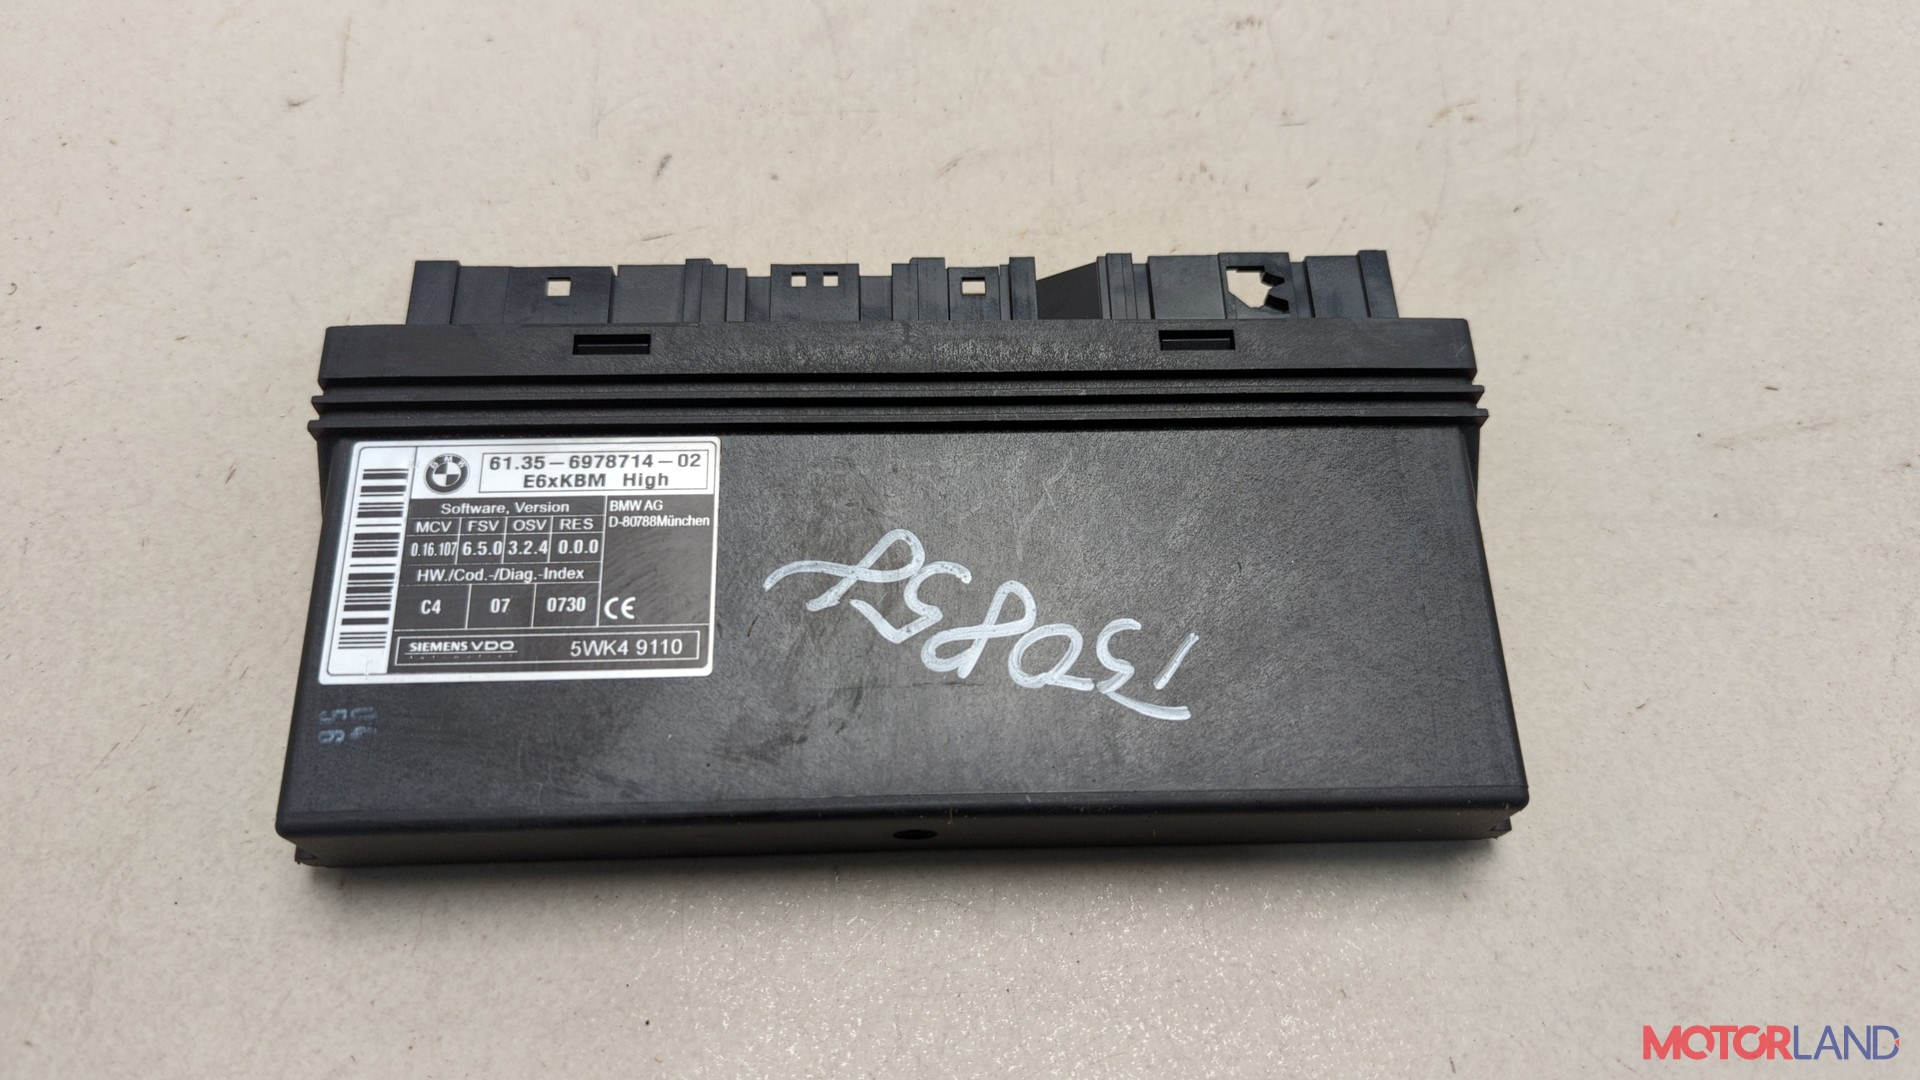 BMW
61.35-6978714-02
E6xKBM High
Software, Version
MCV FSV OSV RES
0.16.107 6.5.0 3.2.4 0.0.0
HW./Cod.-/Diag.-Index
C4 07 0730
BMW AG
D-80788München
CE
SIEMENS VDO
5WK4 9110
MOTORLAND